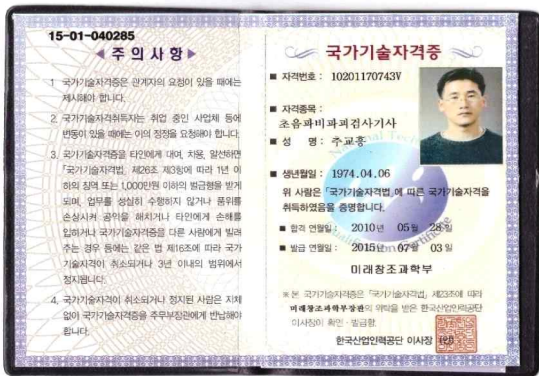 15-01-040285
주의사항
1. 국가기술자격증은 관계자의 요청이 있을 때에는
제시해야 합니다.
2. 국가기술자격취득자는 취업 중인 사업체 등에
변동이 있을 때에는 이의 정정을 요청해야 합니다.
3. 국가기술자격증을 타인에게 대여, 차용, 알선하면
「국가기술자격법」 제26조 제3항에 따라 1년 이
하의 징역 또는 1,000만원 이하의 벌금형을 받게
되며, 업무를 성실히 수행하지 않거나 품위를
손상시켜 공익을 해치거나 타인에게 손해를
입히거나 국가기술자격증을 다른 사람에게 빌려
주는 경우 등에는 같은 법 제16조에 따라 국가
기술자격이 취소되거나 3년 이내의 범위에서
정지됩니다.
4. 국가기술자격이 취소되거나 정지된 사람은 지체
없이 국가기술자격증을 주무부장관에게 반납해야
합니다.
국가기술자격증
■ 자격번호 : 10201170743V
■ 자격종목 :
초음파비파괴검사기사
■ 성 명 : 추교흥
■ 생년월일 : 1974.04.06
위 사람은 「국가기술자격법」에 따른 국가기술자격을
취득하였음을 증명합니다.
■ 합격 연월일 : 2010년 05월 28일
■ 발급 연월일 : 2015년 07월 03일
미래창조과학부
※ 본 국가기술자격증은 「국가기술자격법」 제23조에 따라
미래창조과학부장관의 위탁을 받은 한국산업인력공단
이사장이 확인·발급함.
한국산업인력공단 이사장 (인)